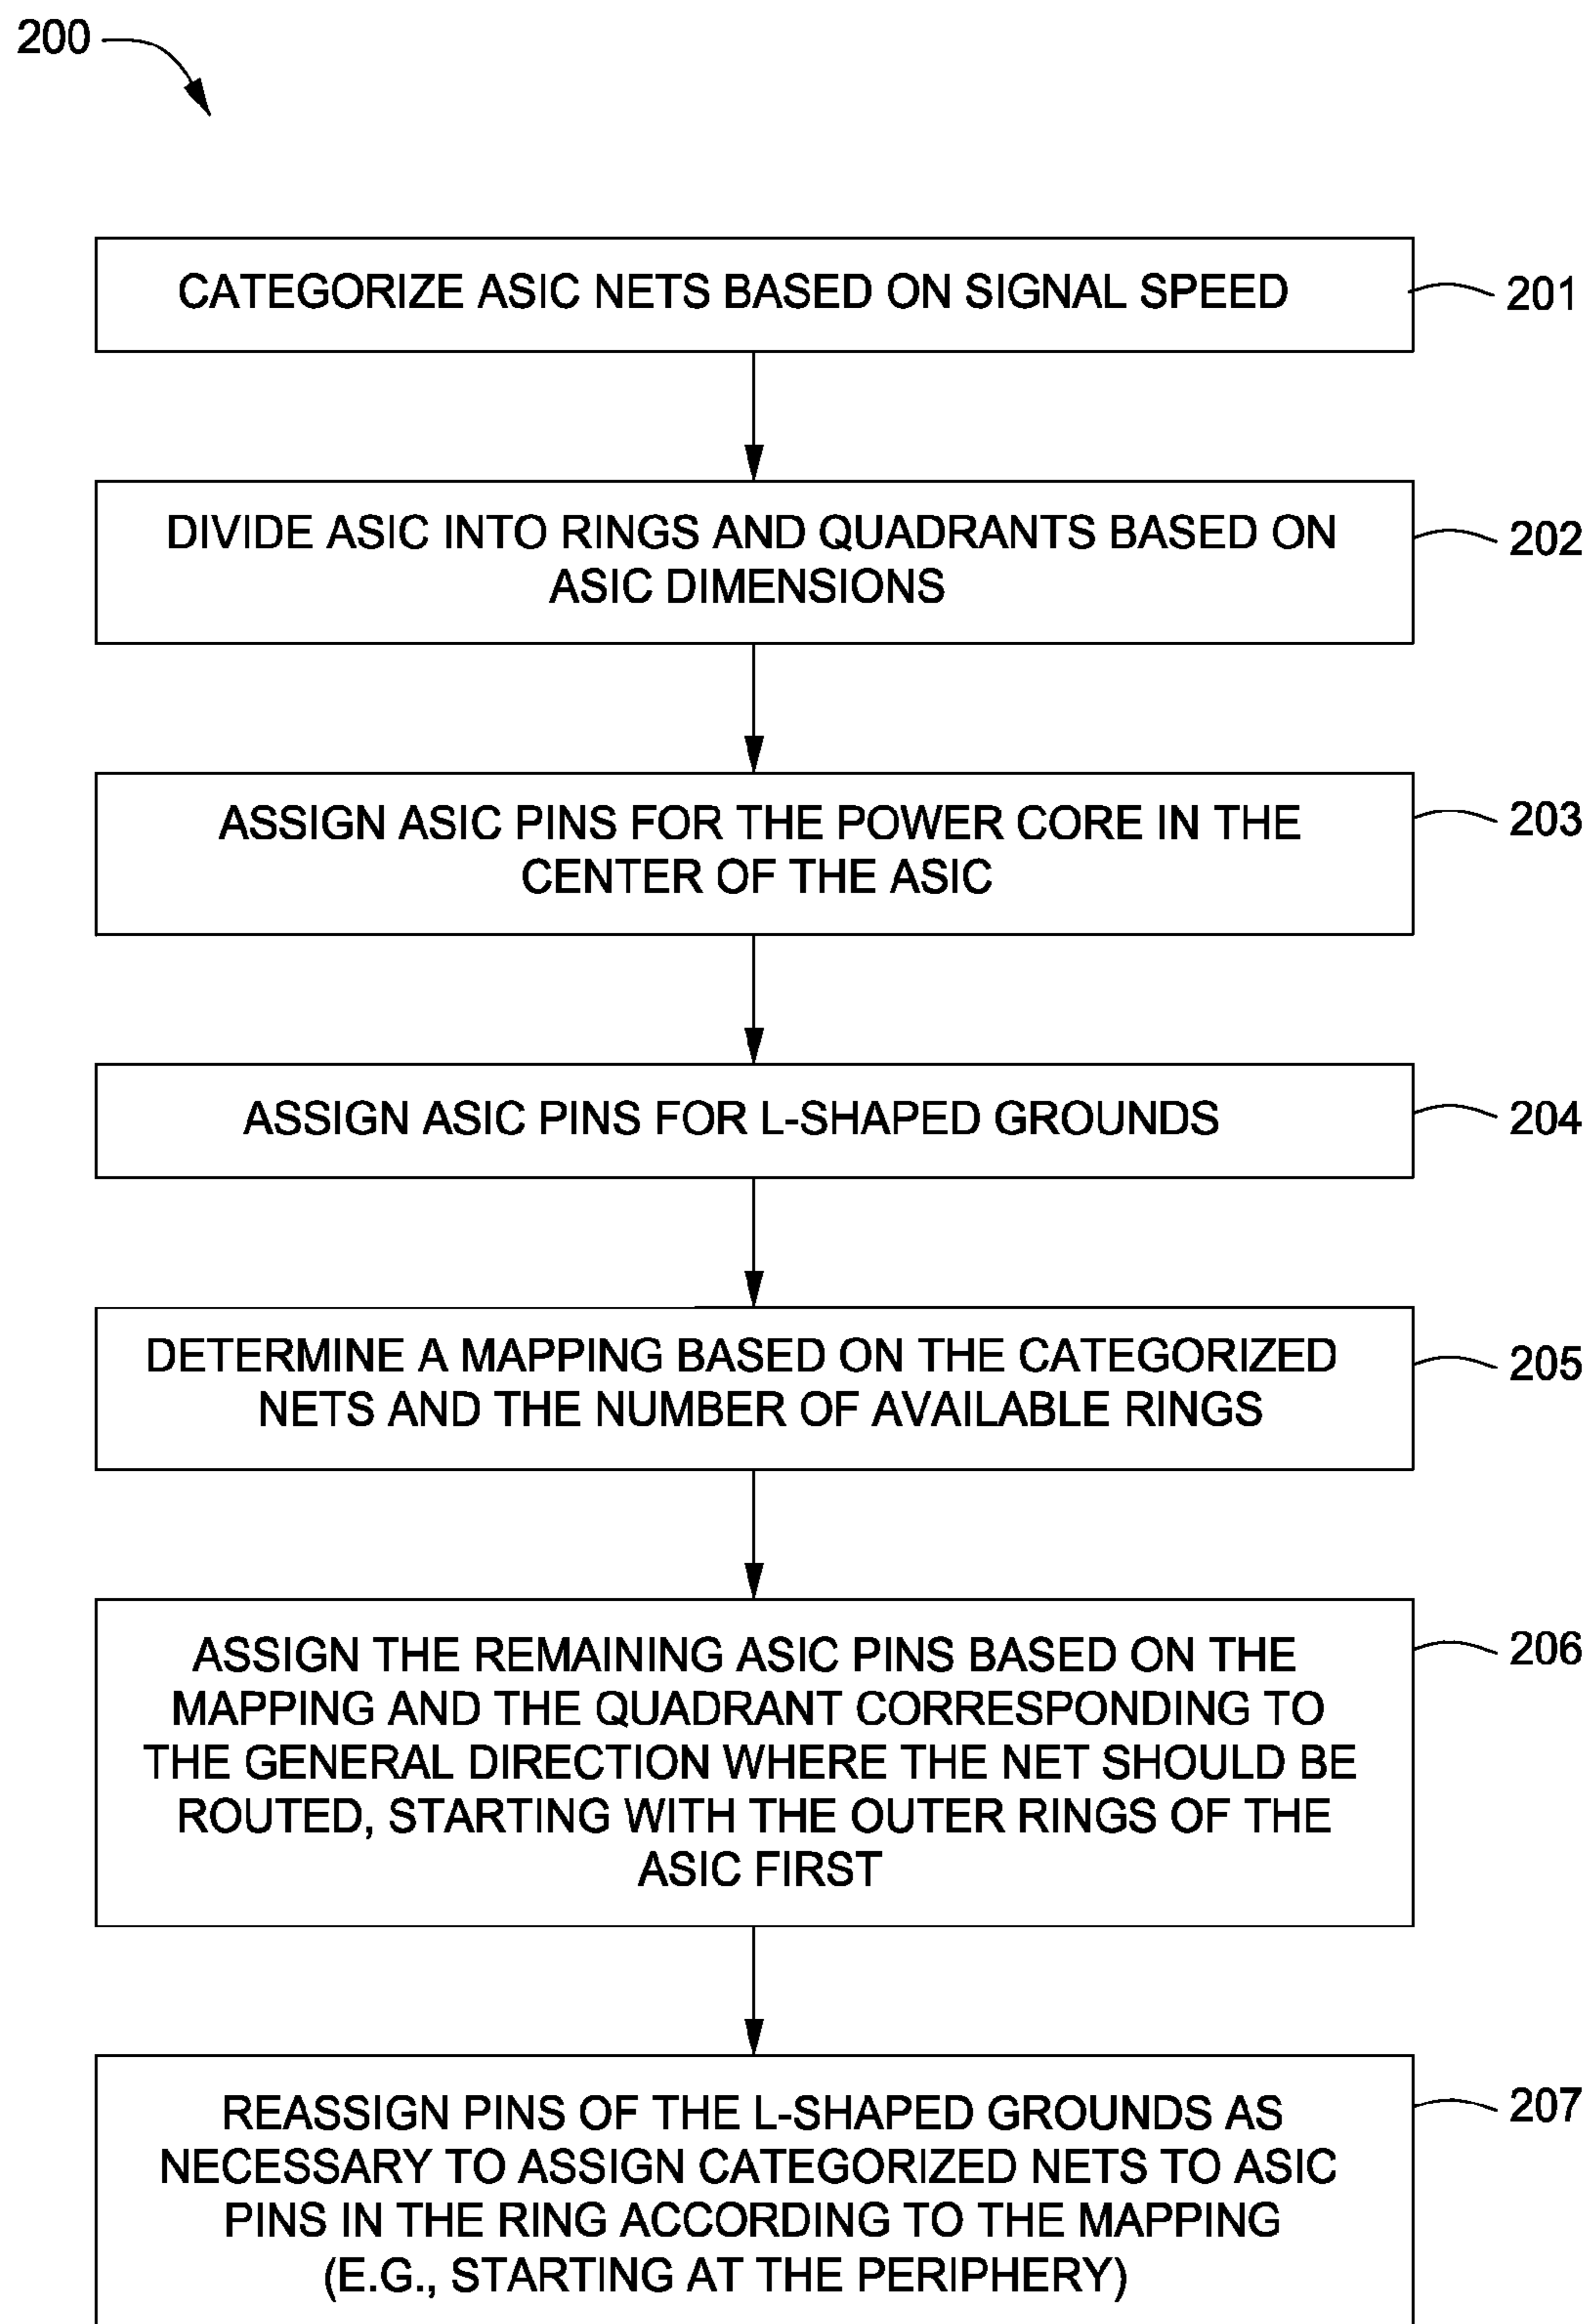 200
CATEGORIZE ASIC NETS BASED ON SIGNAL SPEED
201
DIVIDE ASIC INTO RINGS AND QUADRANTS BASED ON
ASIC DIMENSIONS
202
ASSIGN ASIC PINS FOR THE POWER CORE IN THE
CENTER OF THE ASIC
203
ASSIGN ASIC PINS FOR L-SHAPED GROUNDS
204
DETERMINE A MAPPING BASED ON THE CATEGORIZED
NETS AND THE NUMBER OF AVAILABLE RINGS
205
ASSIGN THE REMAINING ASIC PINS BASED ON THE
MAPPING AND THE QUADRANT CORRESPONDING TO
THE GENERAL DIRECTION WHERE THE NET SHOULD BE
ROUTED, STARTING WITH THE OUTER RINGS OF THE
ASIC FIRST
206
REASSIGN PINS OF THE L-SHAPED GROUNDS AS
NECESSARY TO ASSIGN CATEGORIZED NETS TO ASIC
PINS IN THE RING ACCORDING TO THE MAPPING
(E.G., STARTING AT THE PERIPHERY)
207